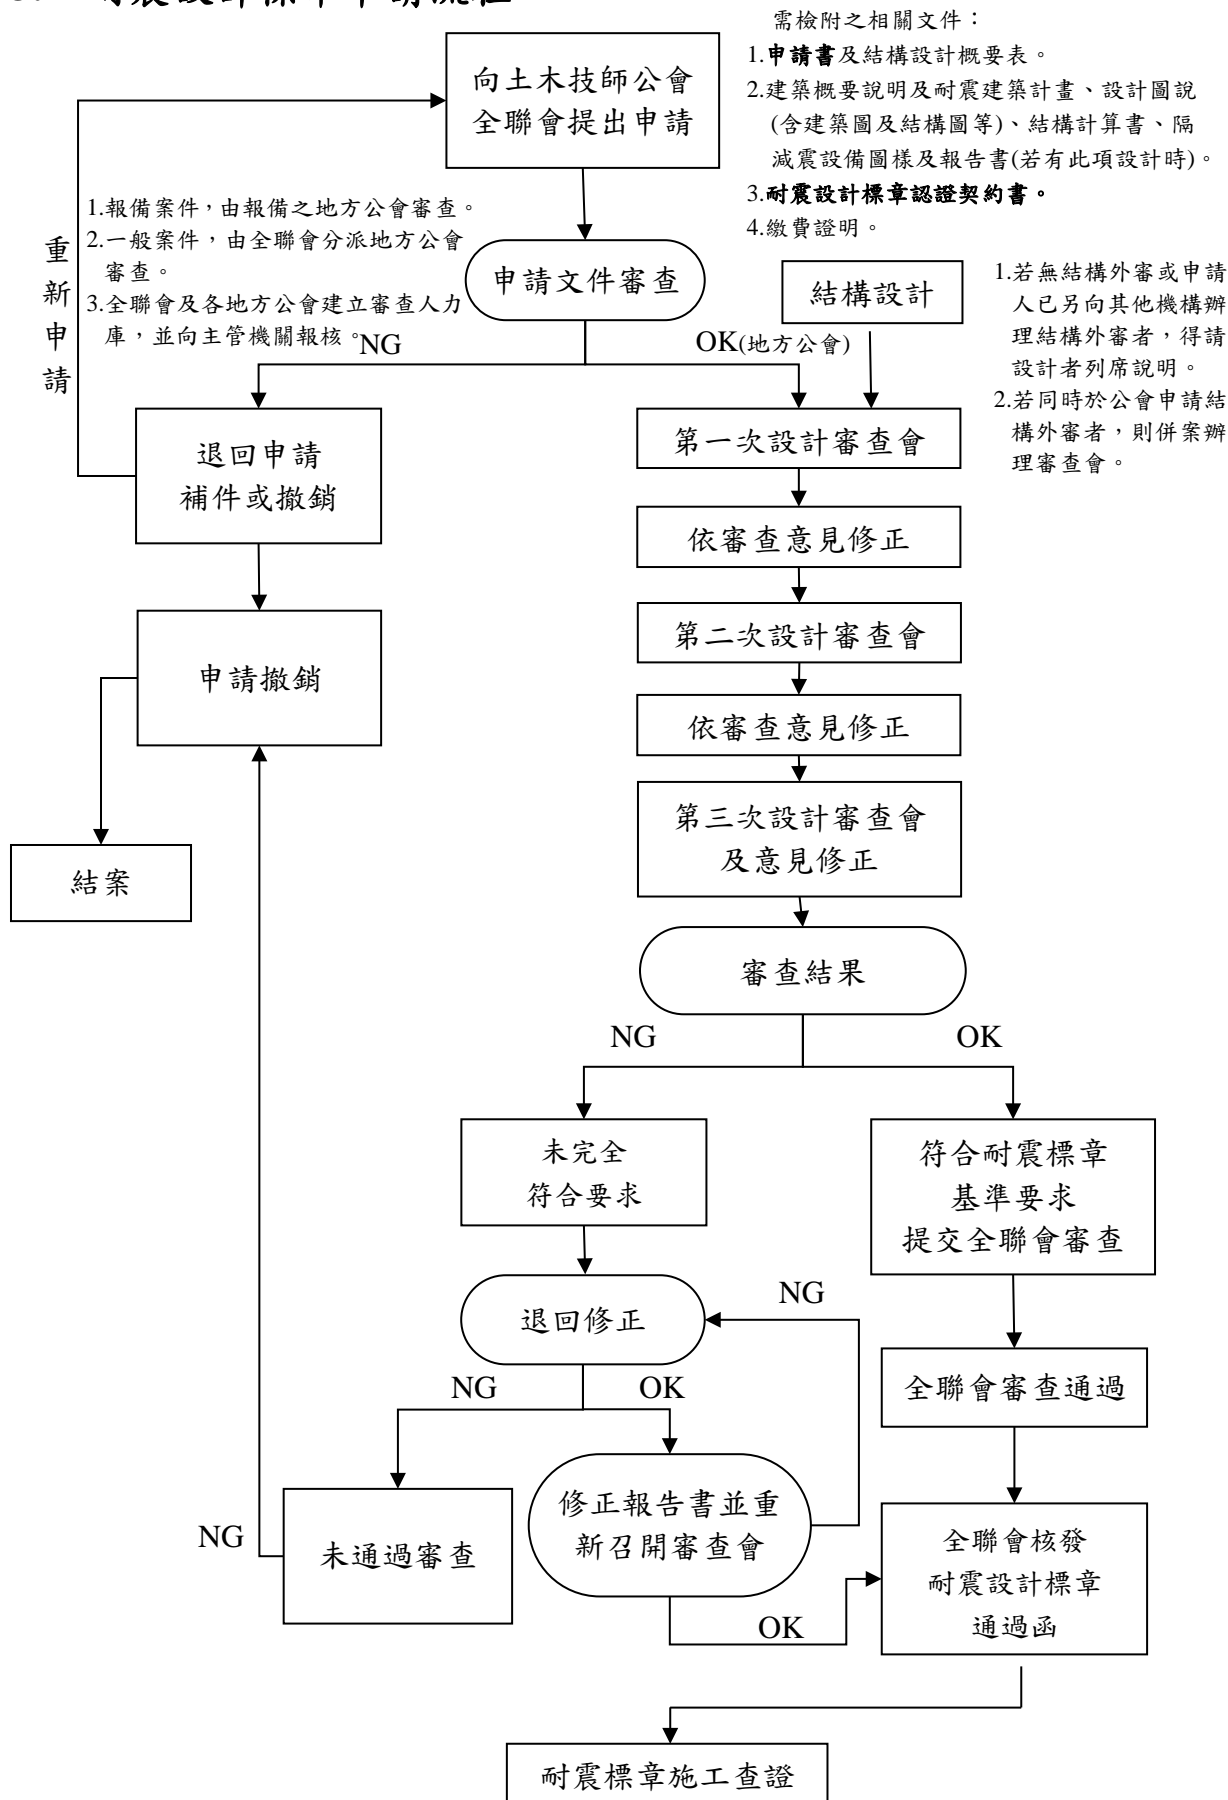 耐震設計標章申請流程
需檢附之相關文件：
1.申請書及結構設計概要表。
2.建築概要說明及耐震建築計畫、設計圖說
(含建築圖及結構圖等)、結構計算書、隔
減震設備圖樣及報告書(若有此項設計時)。
3.耐震設計標章認證契約書。
4.繳費證明。
向土木技師公會
全聯會提出申請
1.報備案件，由報備之地方公會審查。
2.一般案件，由全聯會分派地方公會
審查。
3.全聯會及各地方公會建立審查人力
庫，並向主管機關報核。
重
新
申
請
申請文件審查
結構設計
1.若無結構外審或申請
人已另向其他機構辦
理結構外審者，得請
設計者列席說明。
2.若同時於公會申請結
構外審者，則併案辦
理審查會。
NG
OK(地方公會)
退回申請
補件或撤銷
第一次設計審查會
依審查意見修正
第二次設計審查會
申請撤銷
依審查意見修正
第三次設計審查會
及意見修正
結案
審查結果
NG
OK
未完全
符合要求
符合耐震標章
基準要求
提交全聯會審查
退回修正
NG
NG
OK
全聯會審查通過
修正報告書並重
新召開審查會
未通過審查
NG
全聯會核發
耐震設計標章
通過函
OK
耐震標章施工查證